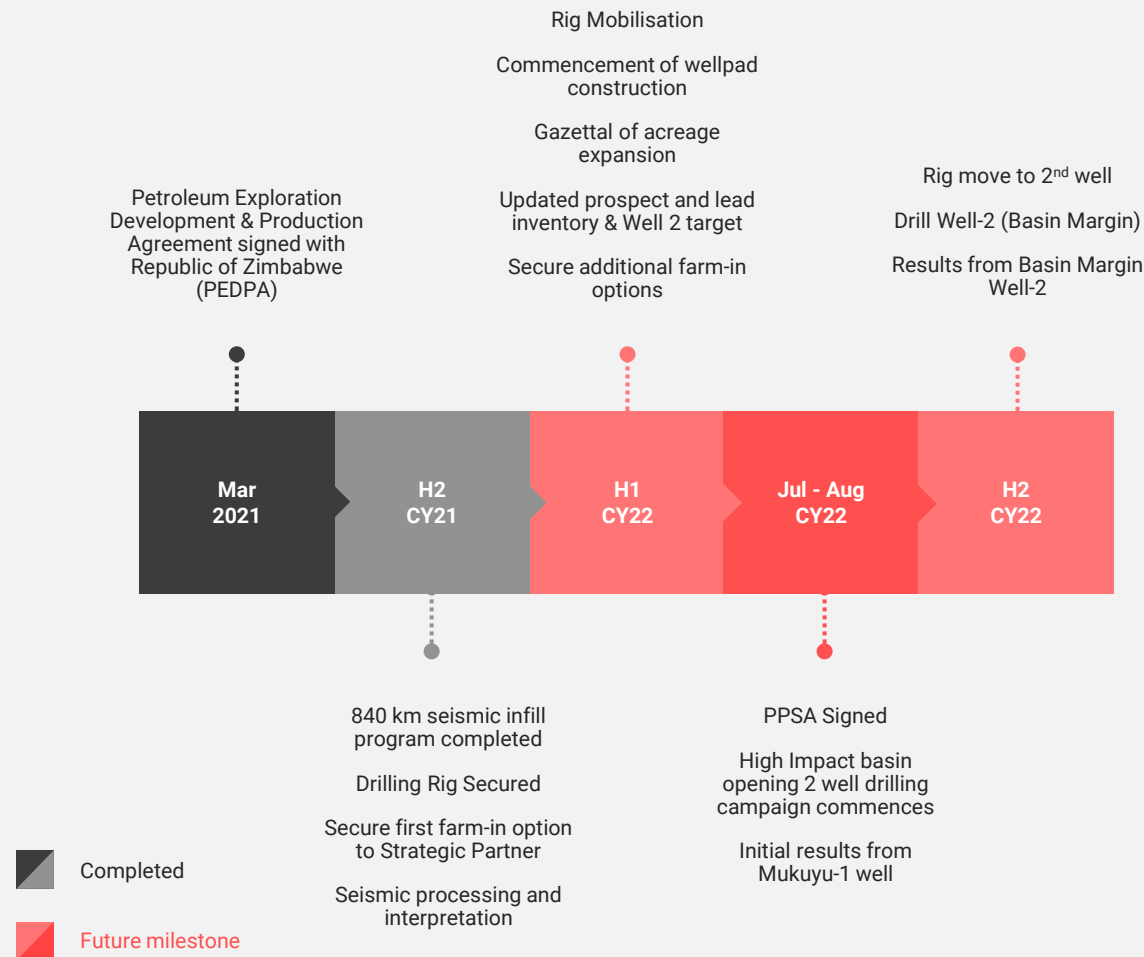 Rig Mobilisation
Commencement of wellpad
construction
Gazettal of acreage
expansion
Updated prospect and lead
inventory & Well 2 target
Secure additional farm-in
options
Petroleum Exploration
Development & Production
Agreement signed with
Republic of Zimbabwe
(PEDPA)
Rig move to 2nd well
Drill Well-2 (Basin Margin)
Results from Basin Margin
Well-2
Mar
2021
H2
CY21
H1
CY22
Jul - Aug
CY22
H2
CY22
840 km seismic infill
program completed
Drilling Rig Secured
Secure first farm-in option
to Strategic Partner
Seismic processing and
interpretation
PPSA Signed
High Impact basin
opening 2 well drilling
campaign commences
Initial results from
Mukuyu-1 well
Completed
Future milestone